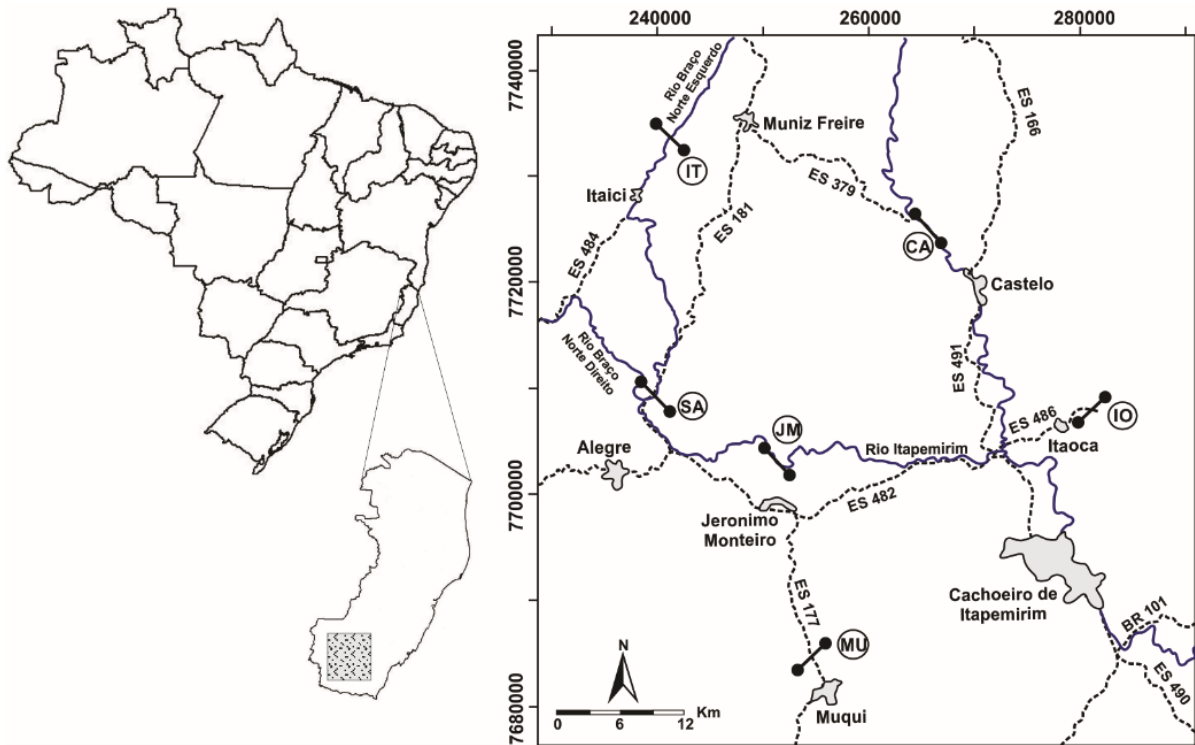 240000
260000
280000
7740000
7720000
7700000
7680000
Rio Braço
Norte Esquerdo
Muniz Freire
ES 166
IT
ES 379
Itaici
ES 181
CA
ES 484
Castelo
Rio Braço
Norte Direito
ES 491
SA
JM
ES 486
IO
Itaoca
Alegre
Rio Itapemirim
ES 482
Jeronimo
Monteiro
Cachoeiro de
Itapemirim
ES 177
BR 101
MU
ES 490
N
Muqui
Km
0
6
12